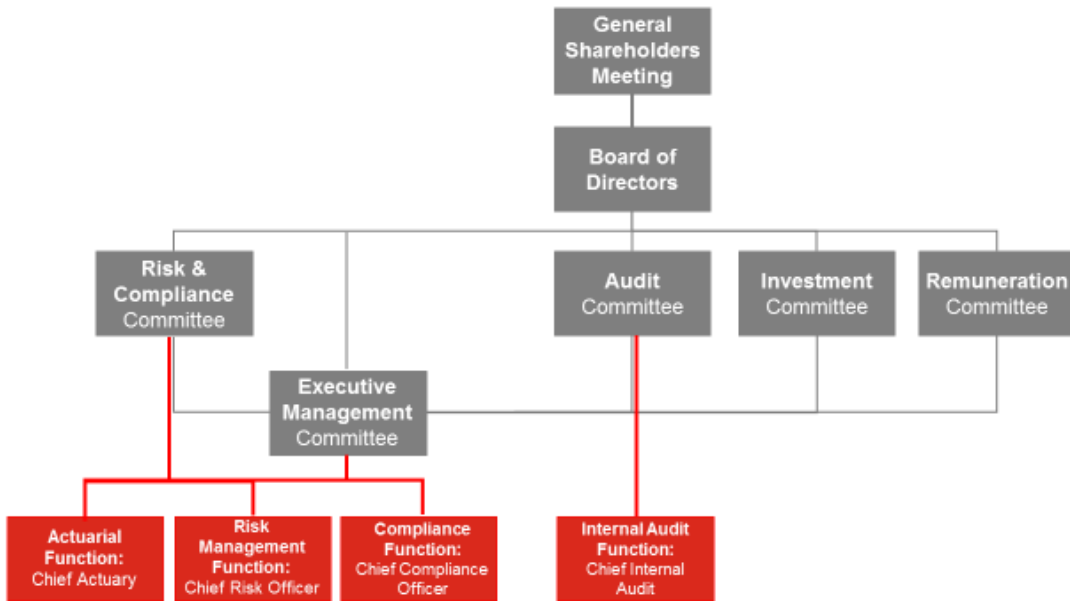 General
Shareholders
Meeting
Board of
Directors
Risk &
Compliance
Committee
Audit
Committee
Investment
Committee
Remuneration
Committee
Executive
Management
Committee
Actuarial
Function:
Chief Actuary
Risk
Management
Function:
Chief Risk Officer
Compliance
Function:
Chief Compliance
Officer
Internal Audit
Function:
Chief Internal
Audit